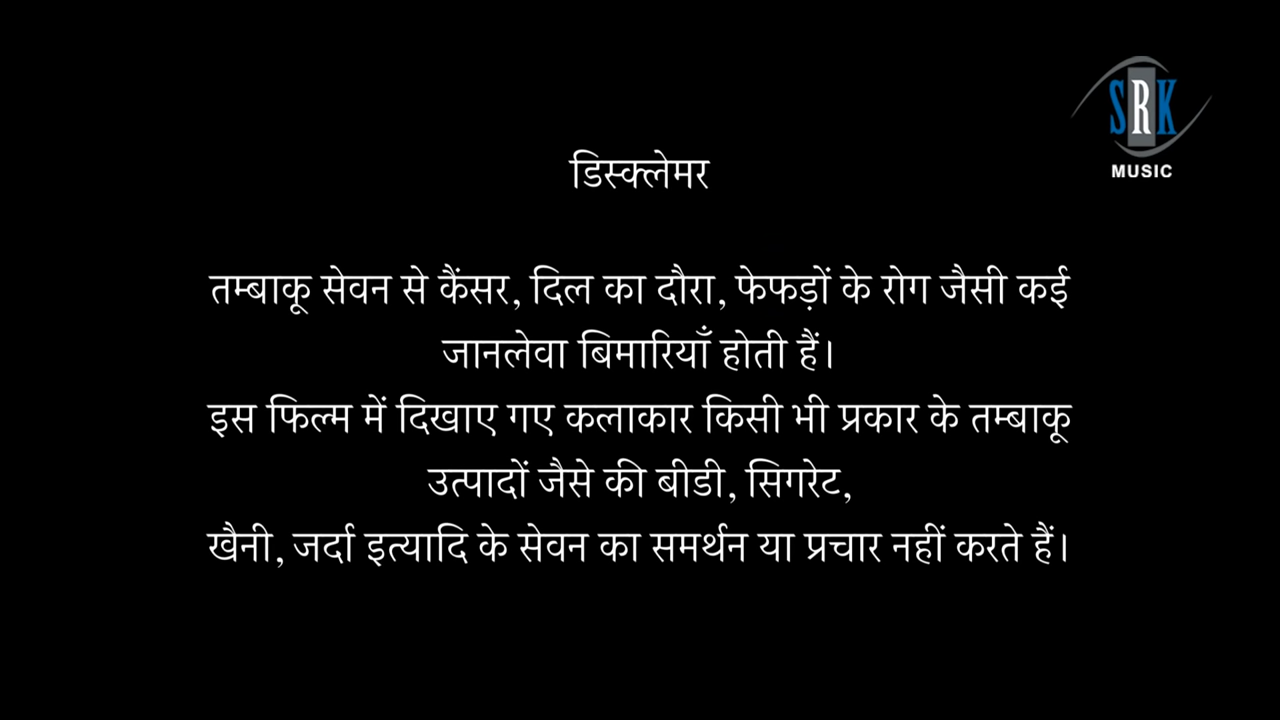 SRK
MUSIC
डिस्क्लेमर
तम्बाकू सेवन से कैंसर, दिल का दौरा, फेफड़ों के रोग जैसी कई
जानलेवा बिमारियाँ होती हैं।
इस फिल्म में दिखाए गए कलाकार किसी भी प्रकार के तम्बाकू
उत्पादों जैसे की बीडी, सिगरेट,
खैनी, जर्दा इत्यादि के सेवन का समर्थन या प्रचार नहीं करते हैं।